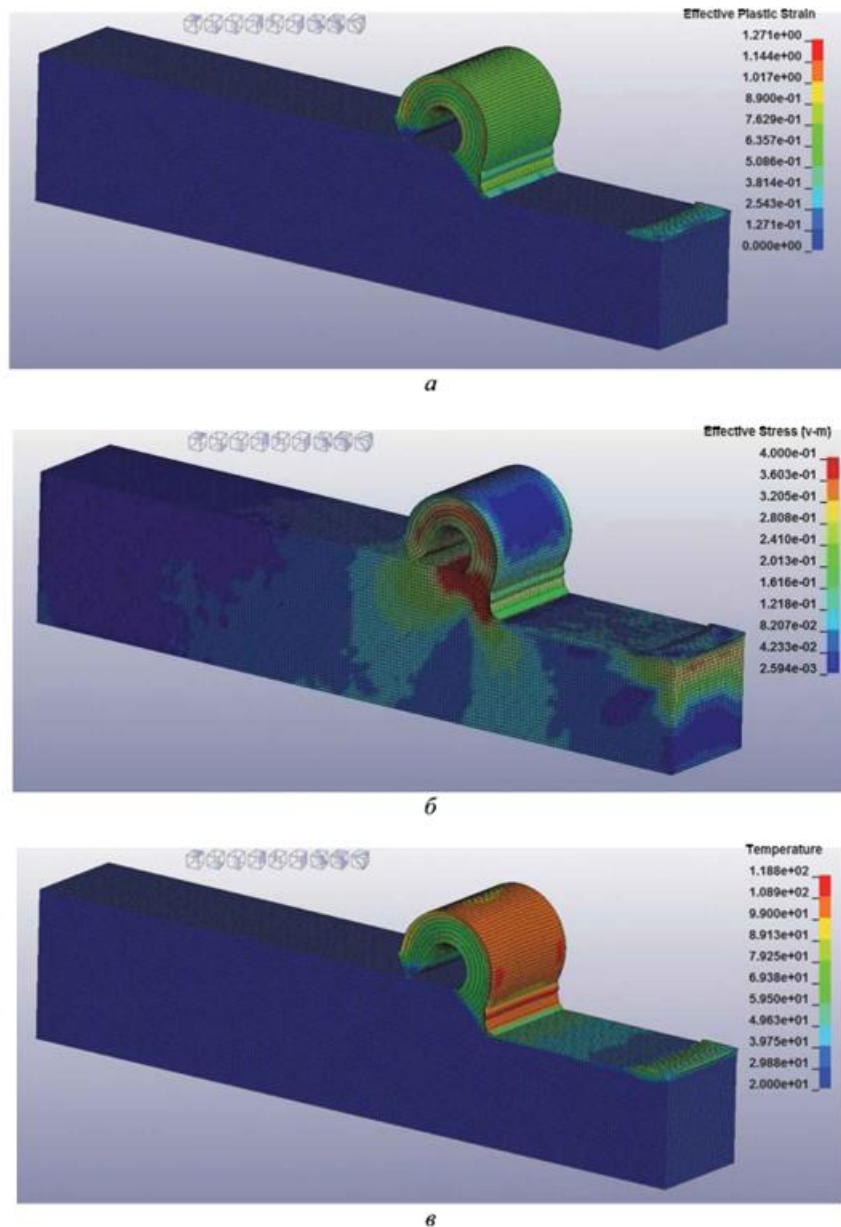 Effective Plastic Strain
1.271e+00
1.144e+00
1.017e+00
8.900e-01
7.629e-01
6.357e-01
5.086e-01
3.814e-01
2.543e-01
1.271e-01
0.000e+00
а
Effective Stress (v-m)
4.000e-01
3.603e-01
3.205e-01
2.808e-01
2.410e-01
2.013e-01
1.616e-01
1.218e-01
8.207e-02
4.233e-02
2.594e-03
б
Temperature
1.188e+02
1.089e+02
9.900e+01
8.913e+01
7.925e+01
6.938e+01
5.950e+01
4.963e+01
3.975e+01
2.988e+01
2.000e+01
в